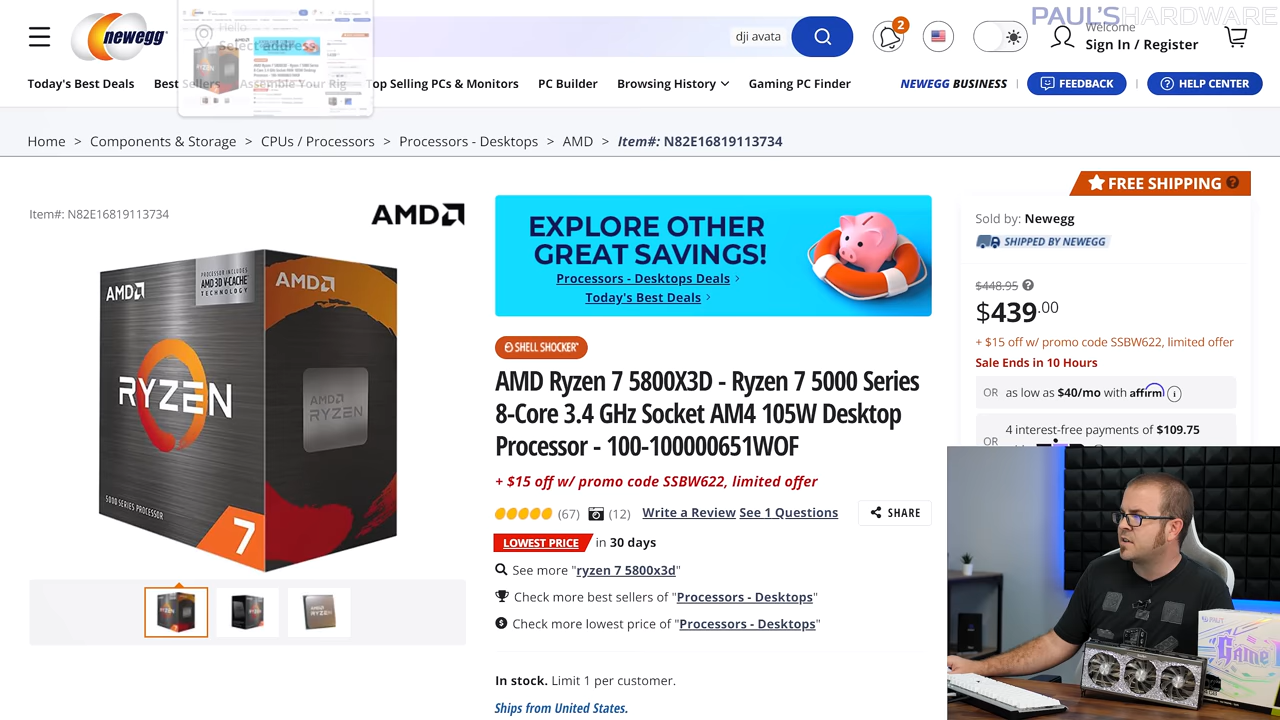 PAUL'SHARDWARE
newegg
Hello
Select address
dji avata
2
Welcome
Sign In / Register
Today's Best Deals
Best Sellers
Assemble Your Rig
Top Selling PCs & Monitors
PC Builder
Browsing History
Gaming PC Finder
NEWEGG BUSINESS
FEEDBACK
HELP CENTER
Home > Components & Storage > CPUs / Processors > Processors - Desktops > AMD > Item#: N82E16819113734
FREE SHIPPING
Item#: N82E16819113734
AMD
EXPLORE OTHER
GREAT SAVINGS!
Processors - Desktops Deals
Today's Best Deals
Sold by: Newegg
SHIPPED BY NEWEGG
$448.95
$439.00
+ $15 off w/ promo code SSBW622, limited offer
Sale Ends in 10 Hours
OR as low as $40/mo with affirm
OR 4 interest-free payments of $109.75
PROCESSOR INCLUDES
AMD 3D V-CACHE
TECHNOLOGY
AMD
AMD
RYZEN
AMD
RYZEN
5000 SERIES PROCESSOR
7
SHELL SHOCKER
AMD Ryzen 7 5800X3D - Ryzen 7 5000 Series
8-Core 3.4 GHz Socket AM4 105W Desktop
Processor - 100-100000651WOF
+ $15 off w/ promo code SSBW622, limited offer
(67) (12) Write a Review See 1 Questions
SHARE
LOWEST PRICE in 30 days
See more "ryzen 7 5800x3d"
Check more best sellers of "Processors - Desktops"
Check more lowest price of "Processors - Desktops"
In stock. Limit 1 per customer.
Ships from United States.